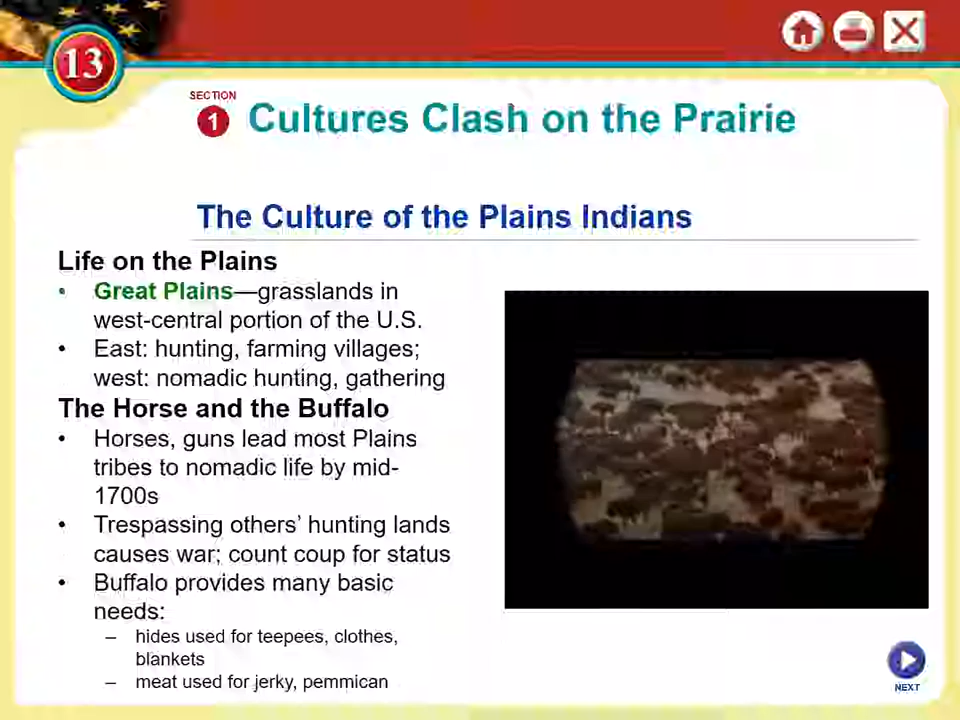 13
SECTION
1
Cultures Clash on the Prairie
The Culture of the Plains Indians
Life on the Plains
• Great Plains—grasslands in
west-central portion of the U.S.
• East: hunting, farming villages;
west: nomadic hunting, gathering
The Horse and the Buffalo
• Horses, guns lead most Plains
tribes to nomadic life by mid-
1700s
• Trespassing others’ hunting lands
causes war; count coup for status
• Buffalo provides many basic
needs:
– hides used for teepees, clothes,
blankets
– meat used for jerky, pemmican
NEXT